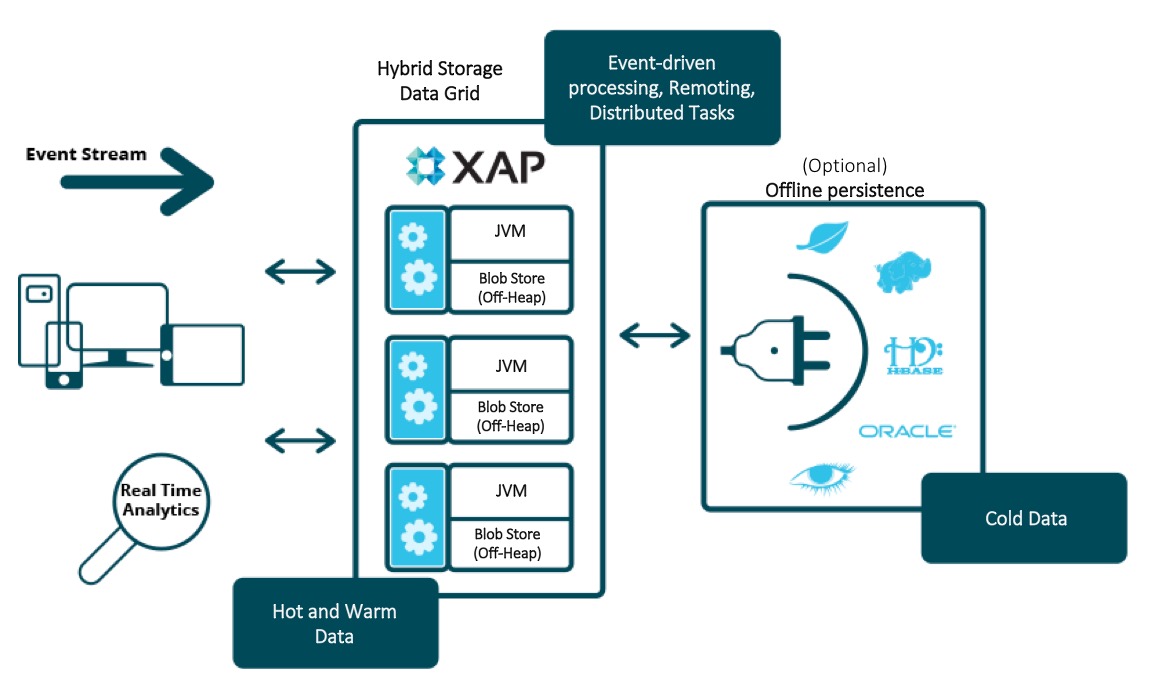 Hybrid Storage
Data Grid
Event-driven
processing, Remoting,
Distributed Tasks
Event Stream
XAP
(Optional)
Offline persistence
JVM
Blob Store
(Off-Heap)
JVM
Blob Store
(Off-Heap)
HBASE
ORACLE
Real Time
Analytics
JVM
Blob Store
(Off-Heap)
Cold Data
Hot and Warm
Data